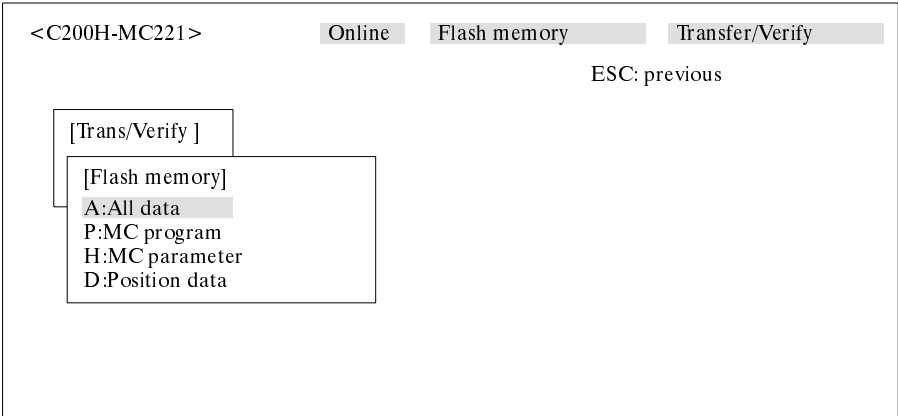 <C200H-MC221> Online Flash memory Transfer/Verify
ESC: previous
[Trans/Verify ]
[Flash memory]
A:All data
P:MC program
H:MC parameter
D:Position data